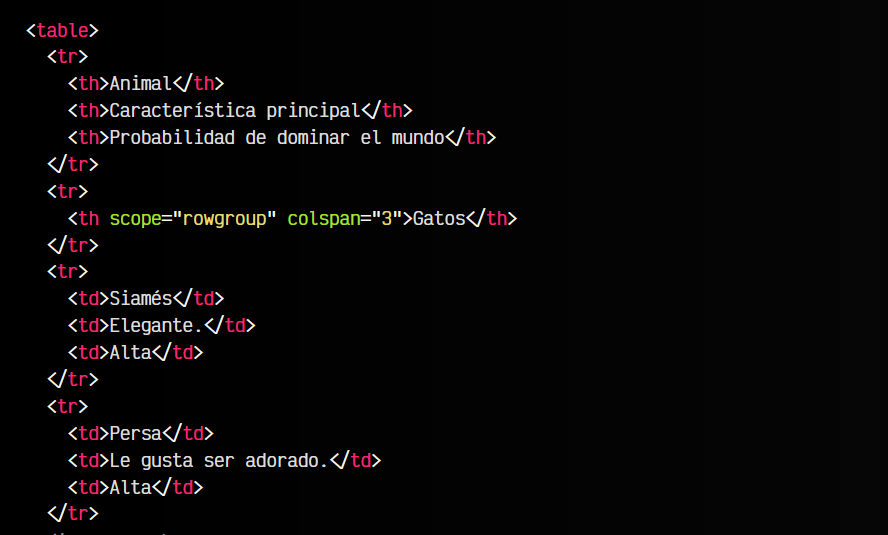 <table>
<tr>
<th>Animal</th>
<th>Característica principal</th>
<th>Probabilidad de dominar el mundo</th>
</tr>
<tr>
<th scope="rowgroup" colspan="3">Gatos</th>
</tr>
<tr>
<td>Siamés</td>
<td>Elegante.</td>
<td>Alta</td>
</tr>
<tr>
<td>Persa</td>
<td>Le gusta ser adorado.</td>
<td>Alta</td>
</tr>